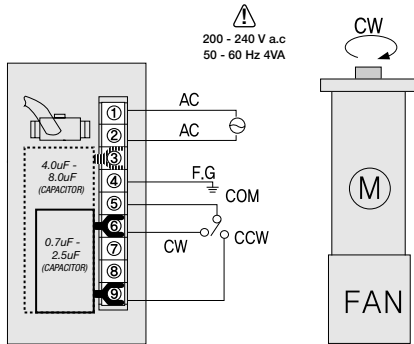 200 - 240 V a.c
50 - 60 Hz 4VA
CW
① AC
② AC
③
④ F.G
⑤ COM
⑥
⑦ CW CCW
⑧
⑨
4.0uF -
8.0uF
(CAPACITOR)
0.7uF -
2.5uF
(CAPACITOR)
M
FAN